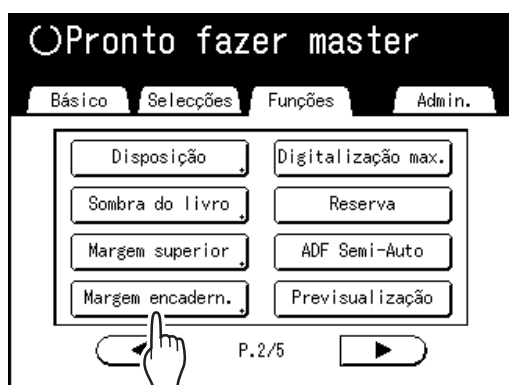 Pronto fazer master
Básico Selecções Funções Admin.
Disposição Digitalização max.
Sombra do livro Reserva
Margem superior ADF Semi-Auto
Margem encadern. Previsualização
P.2/5